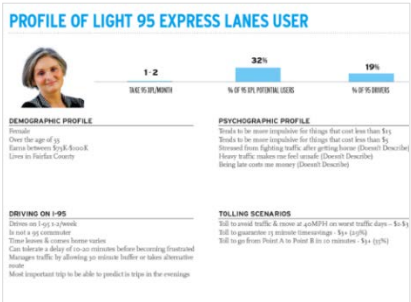 PROFILE OF LIGHT 95 EXPRESS LANES USER
1-2
32%
19%
TAKE 95 XPL/MONTH
% OF 95 XPL POTENTIAL USERS
% OF 95 DRIVERS
DEMOGRAPHIC PROFILE
Female
Over the age of 55
Earns between $75K-$100K
Lives in Fairfax County
PSYCHOGRAPHIC PROFILE
Tends to be more impulsive for things that cost less than $15
Tends to be more impulsive for things that cost less than $5
Stressed from fighting traffic after getting home (Doesn't Describe)
Heavy traffic makes me feel unsafe (Doesn't Describe)
Being late costs me money (Doesn't Describe)
DRIVING ON I-95
Drives on I-95 1-2/week
Is not a 95 commuter
Time leaves & comes home varies
Can tolerate a delay of 10-20 minutes before becoming frustrated
Manages traffic by allowing 30 minute buffer or takes alternative
route
Most important trip to be able to predict is trips in the evenings
TOLLING SCENARIOS
Toll to avoid traffic & move at 40MPH on worst traffic days -
Toll to guarantee 15 minute timesavings - $5+ (25%)
Toll to go from Point A to Point B in 10 minutes - $5+ (35%)